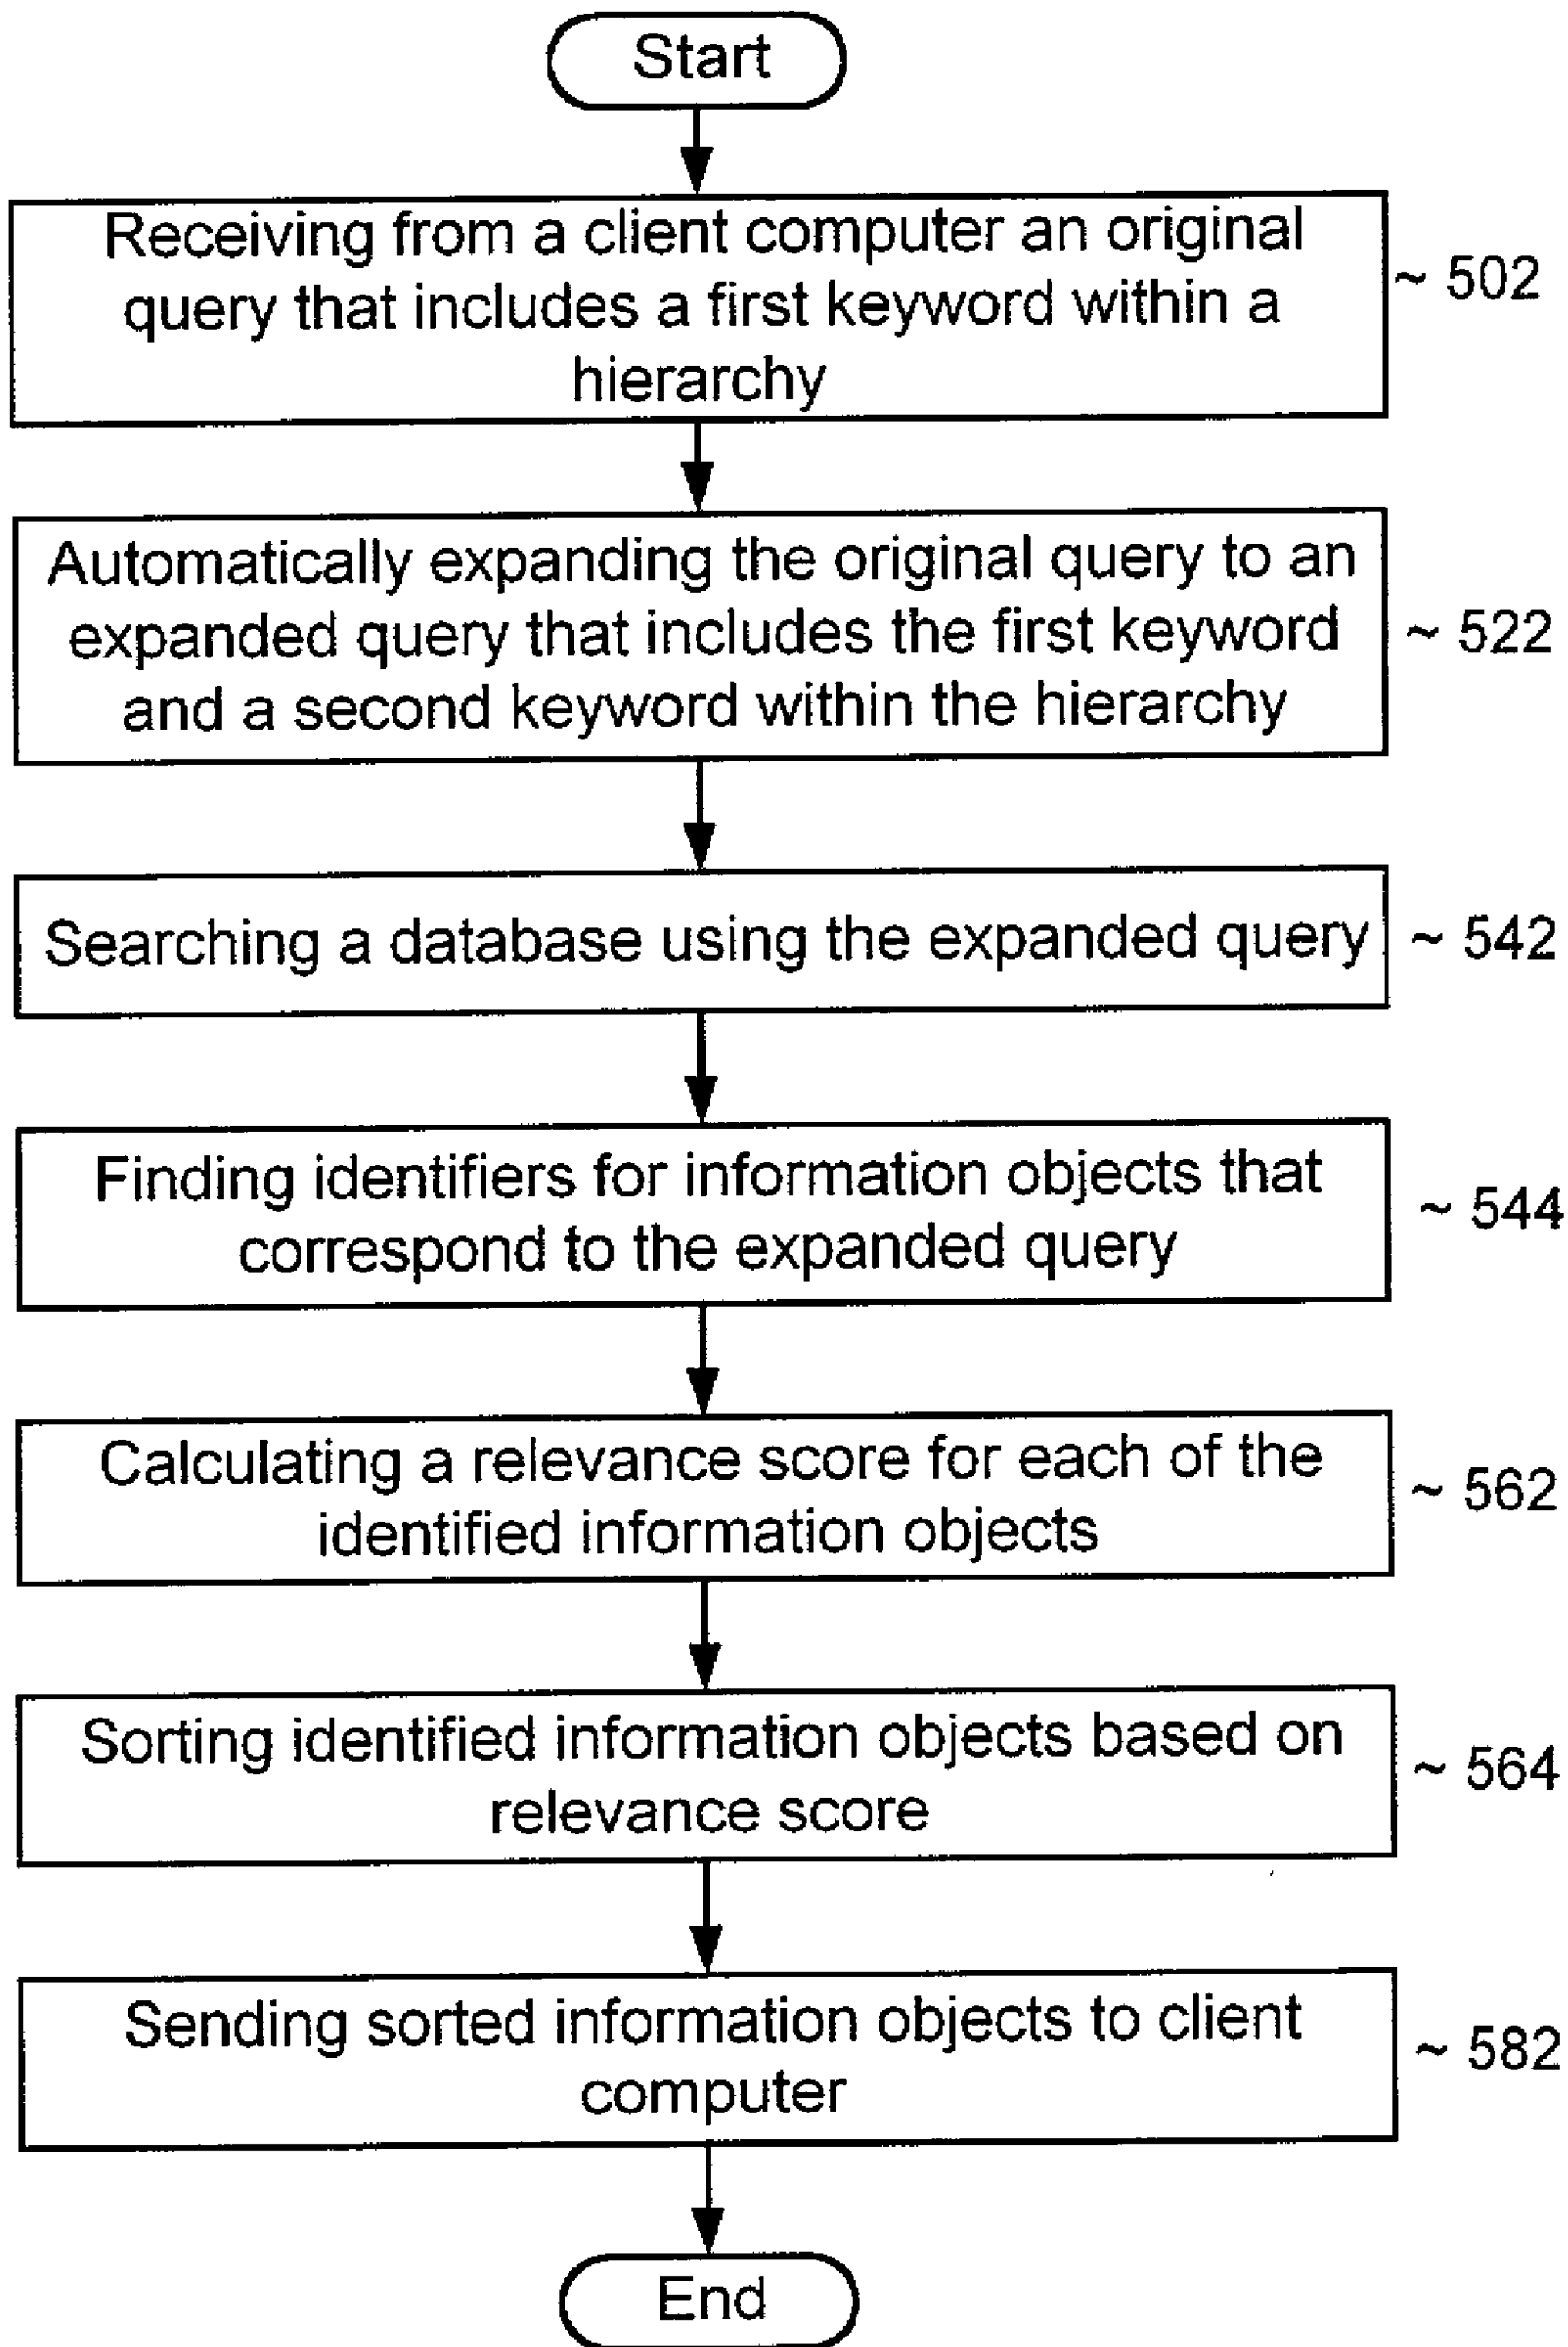 Start
Receiving from a client computer an original
query that includes a first keyword within a
hierarchy
~ 502
Automatically expanding the original query to an
expanded query that includes the first keyword
and a second keyword within the hierarchy
~ 522
Searching a database using the expanded query
~ 542
Finding identifiers for information objects that
correspond to the expanded query
~ 544
Calculating a relevance score for each of the
identified information objects
~ 562
Sorting identified information objects based on
relevance score
~ 564
Sending sorted information objects to client
computer
~ 582
End